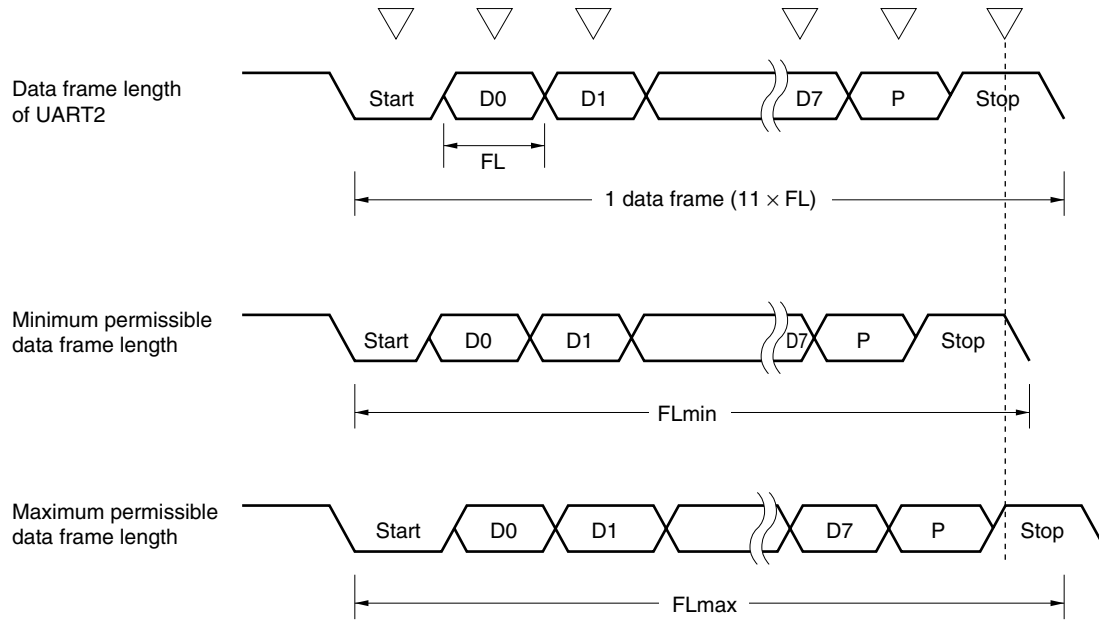 Data frame length
of UART2
Start D0 D1 D7 P Stop
FL
1 data frame (11 × FL)
Minimum permissible
data frame length
Start D0 D1 D7 P Stop
FLmin
Maximum permissible
data frame length
Start D0 D1 D7 P Stop
FLmax